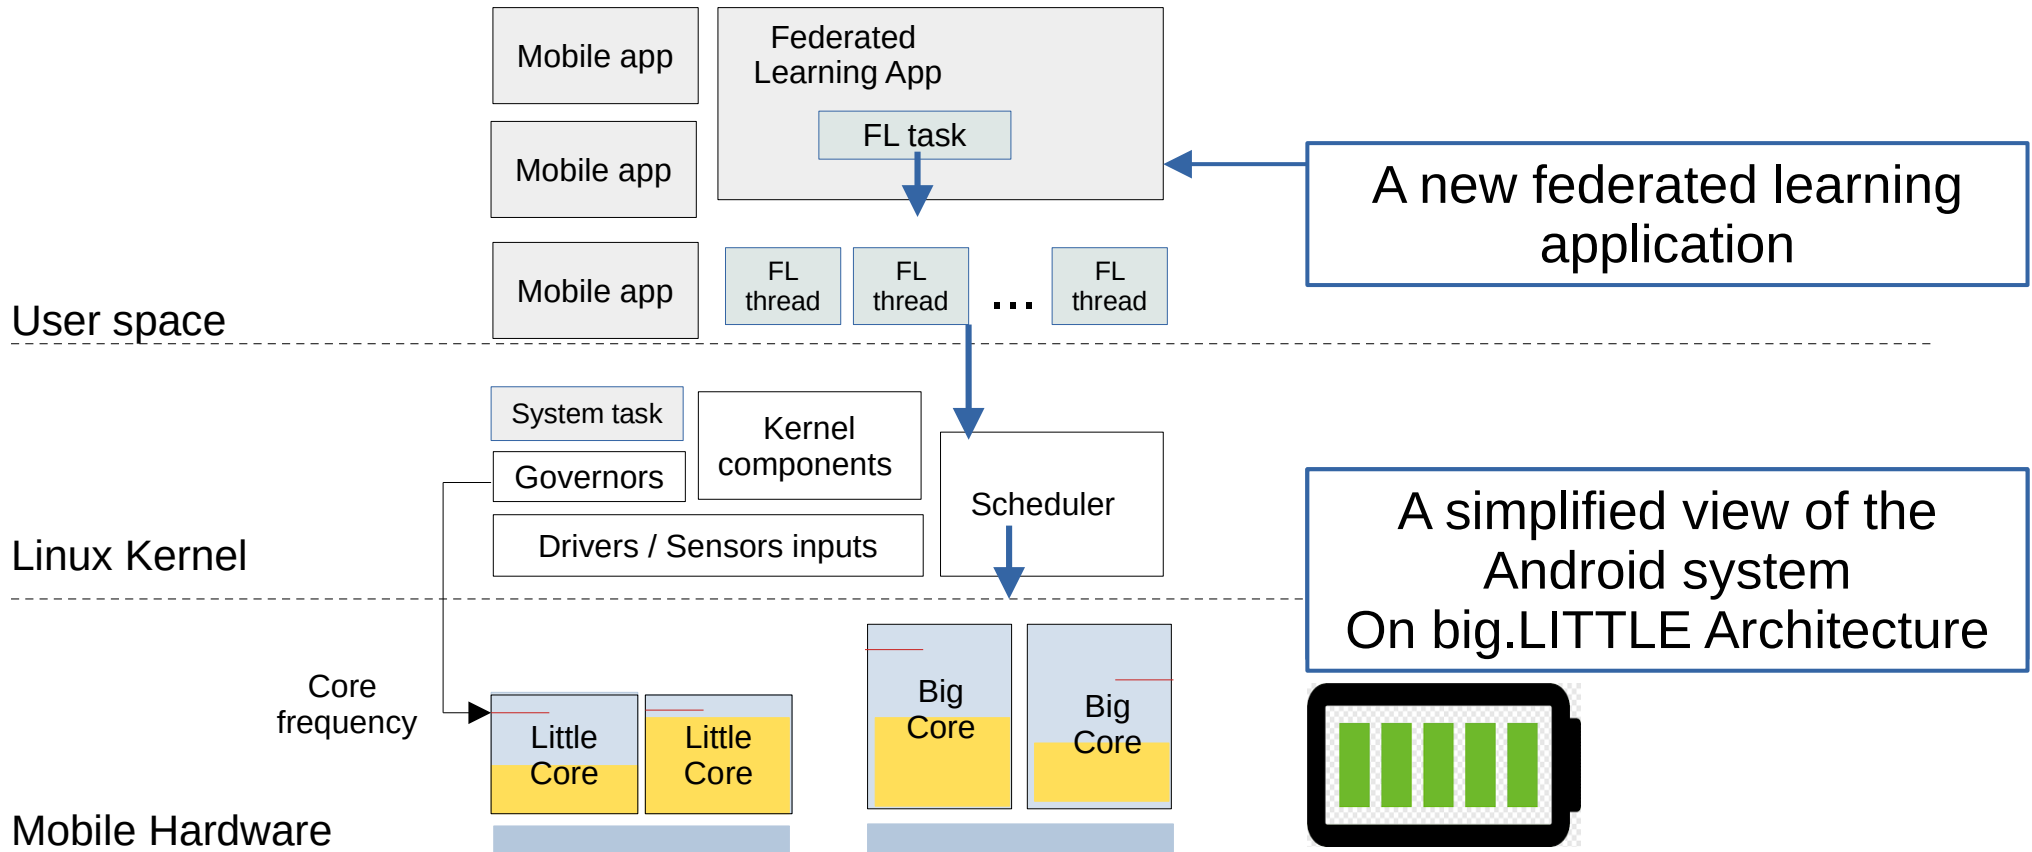 Mobile app
Federated
Learning App
FL task
Mobile app
A new federated learning
application
Mobile app
FL
thread
FL
thread
...
FL
thread
User space
System task
Kernel
components
Governors
Scheduler
Drivers / Sensors inputs
Linux Kernel
A simplified view of the
Android system
On big.LITTLE Architecture
Core
frequency
Little
Core
Little
Core
Big
Core
Big
Core
Mobile Hardware